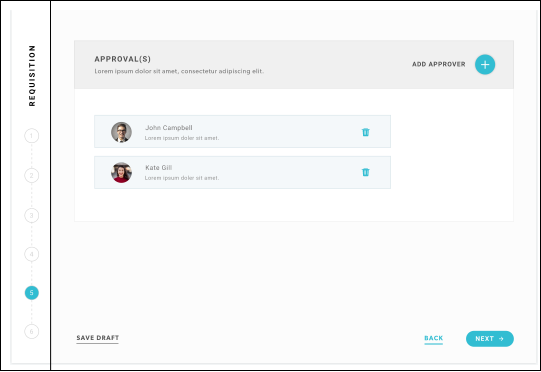 REQUISITION
1
2
3
4
5
6
APPROVAL(S)
Lorem ipsum dolor sit amet, consectetur adipiscing elit.
ADD APPROVER
John Campbell
Lorem ipsum dolor sit amet.
Kate Gill
Lorem ipsum dolor sit amet.
SAVE DRAFT
BACK
NEXT →